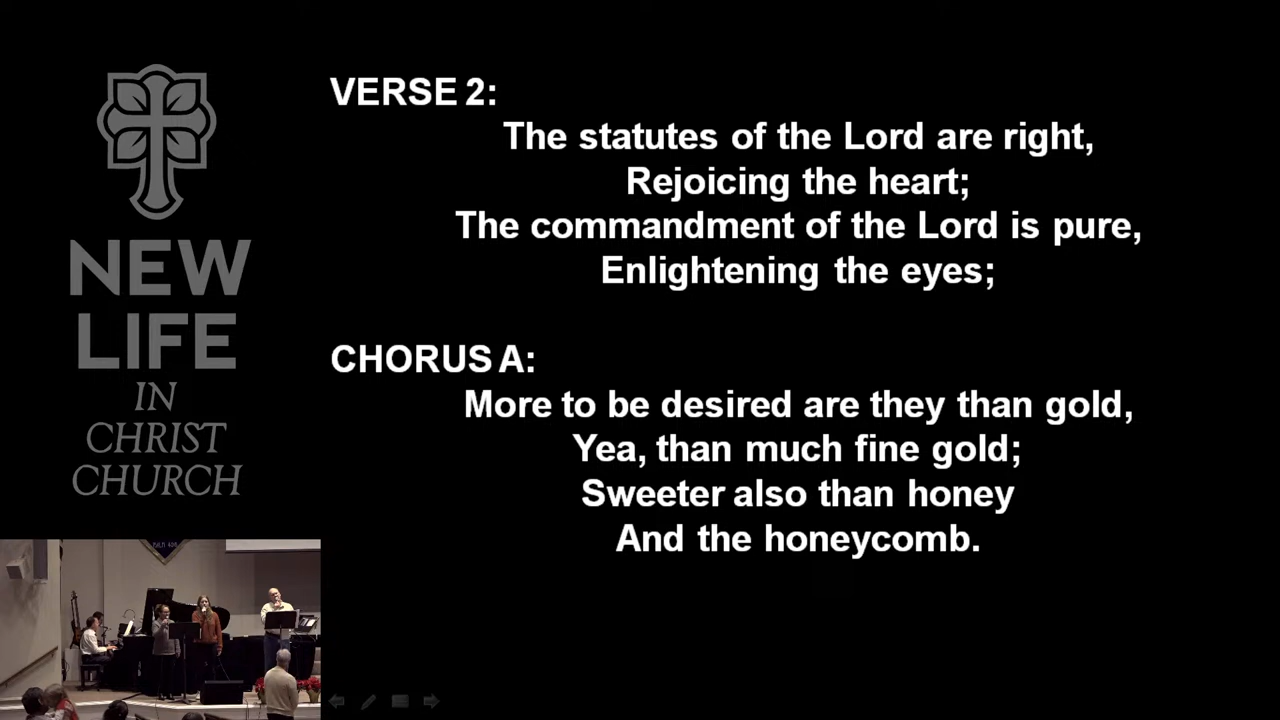 NEW
LIFE
IN
CHRIST
CHURCH
VERSE 2:
The statutes of the Lord are right,
Rejoicing the heart;
The commandment of the Lord is pure,
Enlightening the eyes;
CHORUS A:
More to be desired are they than gold,
Yea, than much fine gold;
Sweeter also than honey
And the honeycomb.